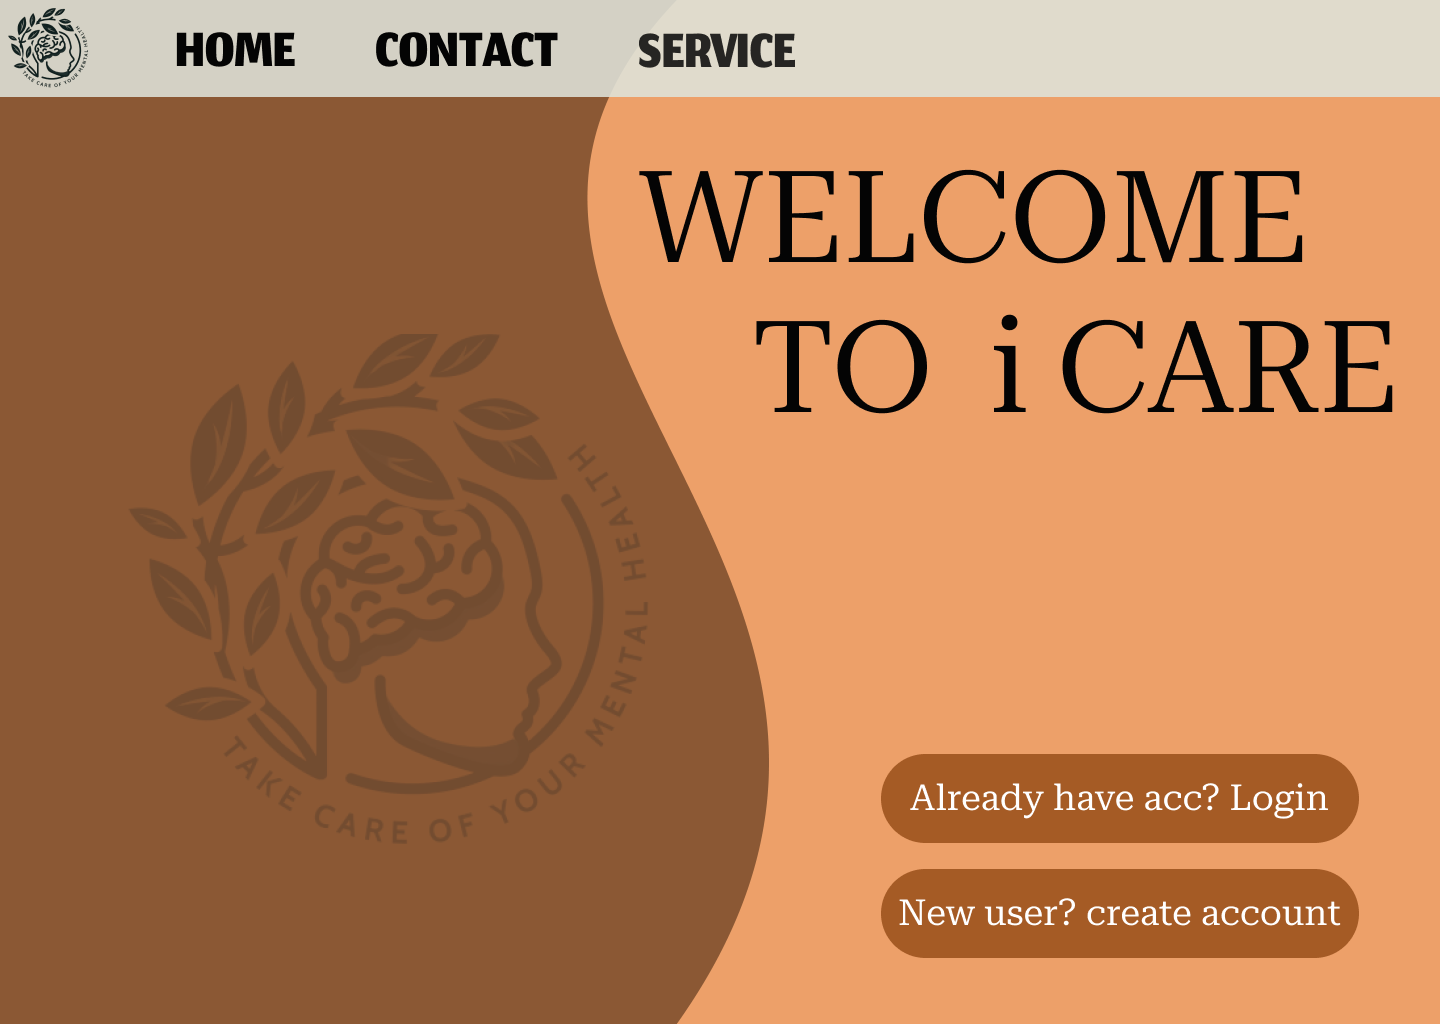 TAKE CARE OF YOUR MENTAL HEALTH
HOME
CONTACT
SERVICE
WELCOME
TO i CARE
TAKE CARE OF YOUR MENTAL HEALTH
Already have acc? Login
New user? create account